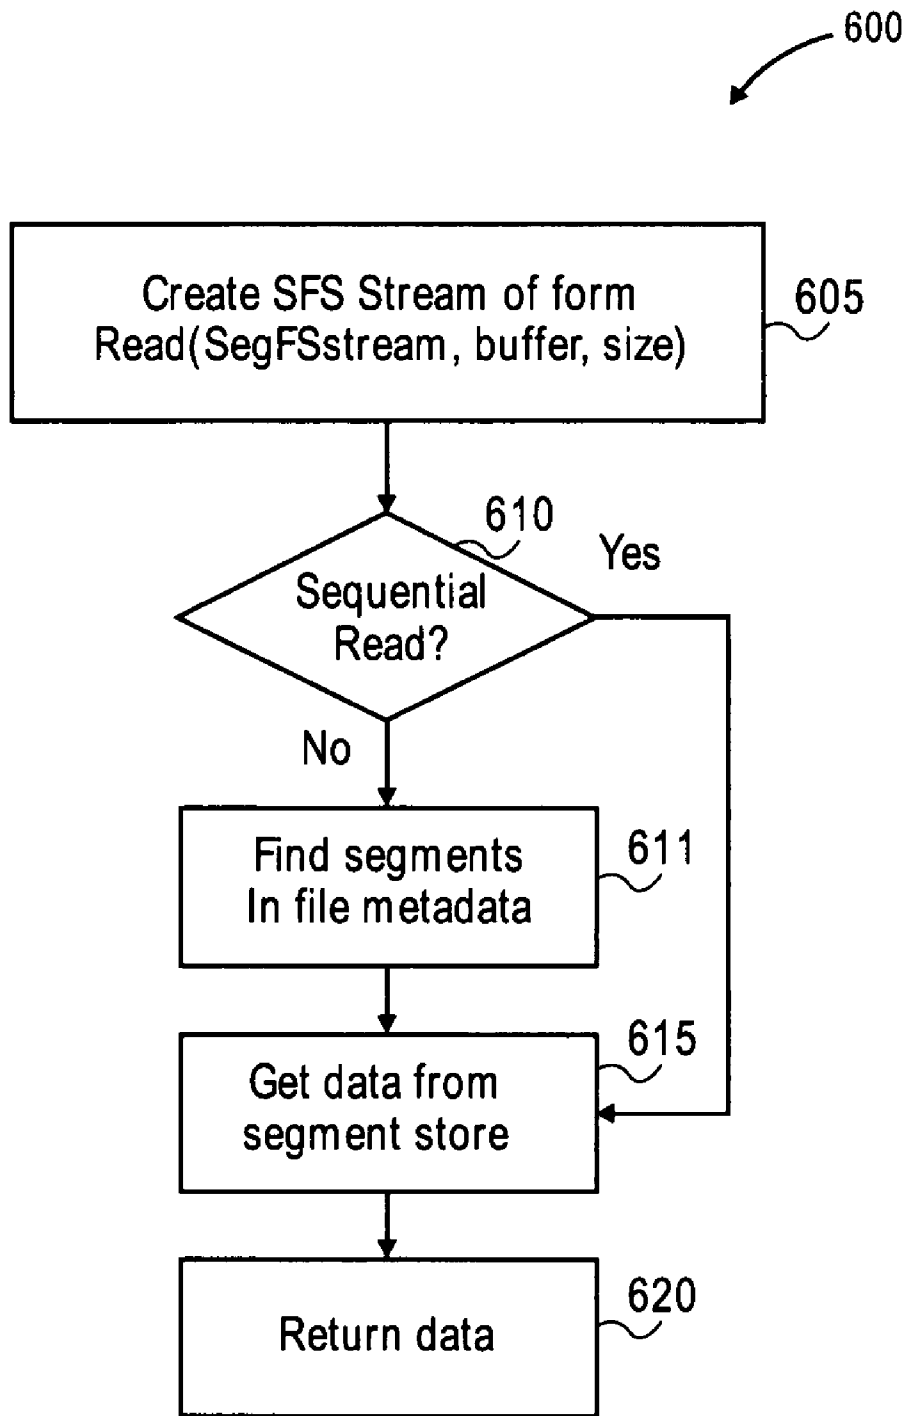 600
Create SFS Stream of form
Read(SegFSstream, buffer, size)
605
610
Yes
Sequential
Read?
No
Find segments
In file metadata
611
Get data from
segment store
615
Return data
620